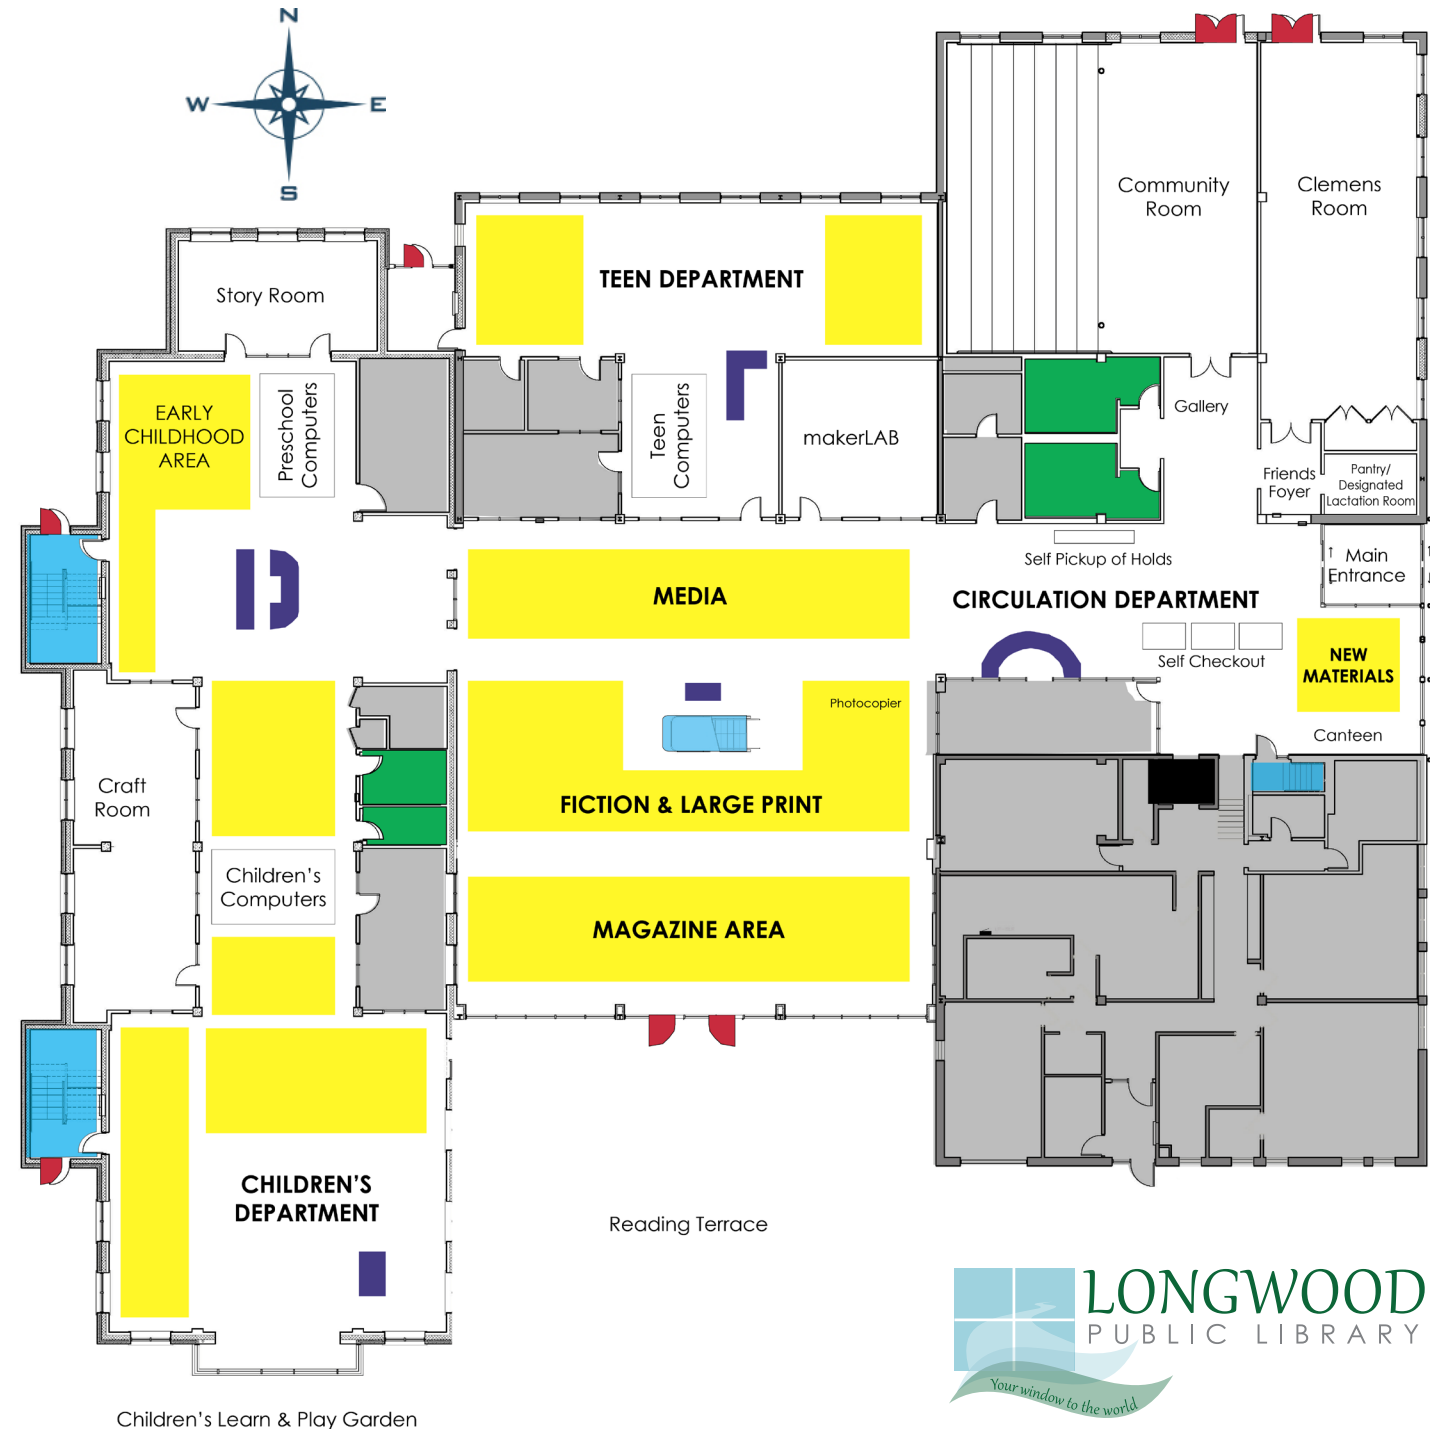 N
W
E
S
Community
Room
Clemens
Room
Story Room
TEEN DEPARTMENT
EARLY
CHILDHOOD
AREA
Preschool
Computers
Teen
Computers
makerLAB
Gallery
Friends
Foyer
Pantry/
Designated
Lactation Room
Self Pickup of Holds
Main
Entrance
MEDIA
CIRCULATION DEPARTMENT
Self Checkout
NEW
MATERIALS
Photocopier
Canteen
Craft
Room
FICTION & LARGE PRINT
Children's
Computers
MAGAZINE AREA
CHILDREN'S
DEPARTMENT
Reading Terrace
LONGWOOD
PUBLIC LIBRARY
Your window to the world
Children's Learn & Play Garden